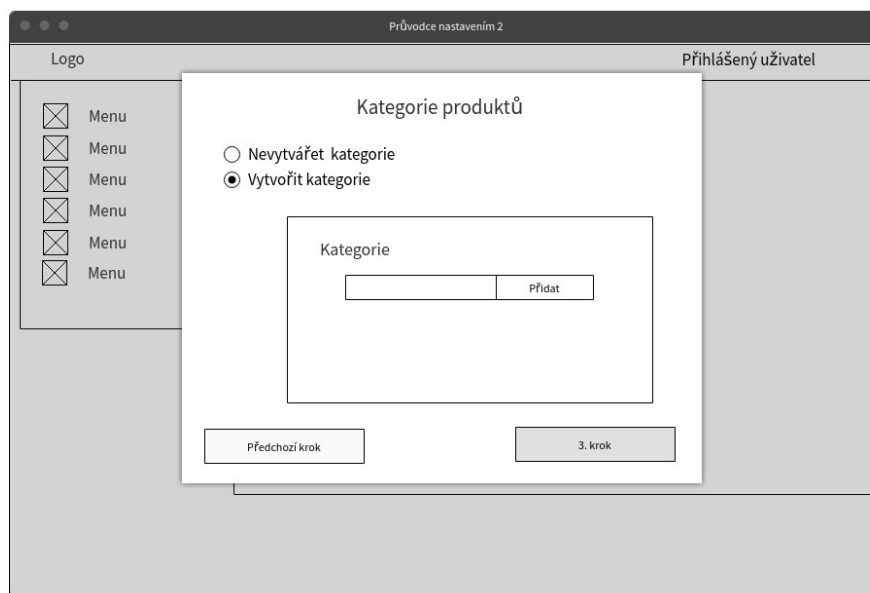 Průvodce nastavením 2
Logo
Přihlášený uživatel
Menu
Menu
Menu
Menu
Menu
Menu
Kategorie produktů
Nevytvářet kategorie
Vytvořit kategorie
Kategorie
Přidat
Předchozí krok
3. krok